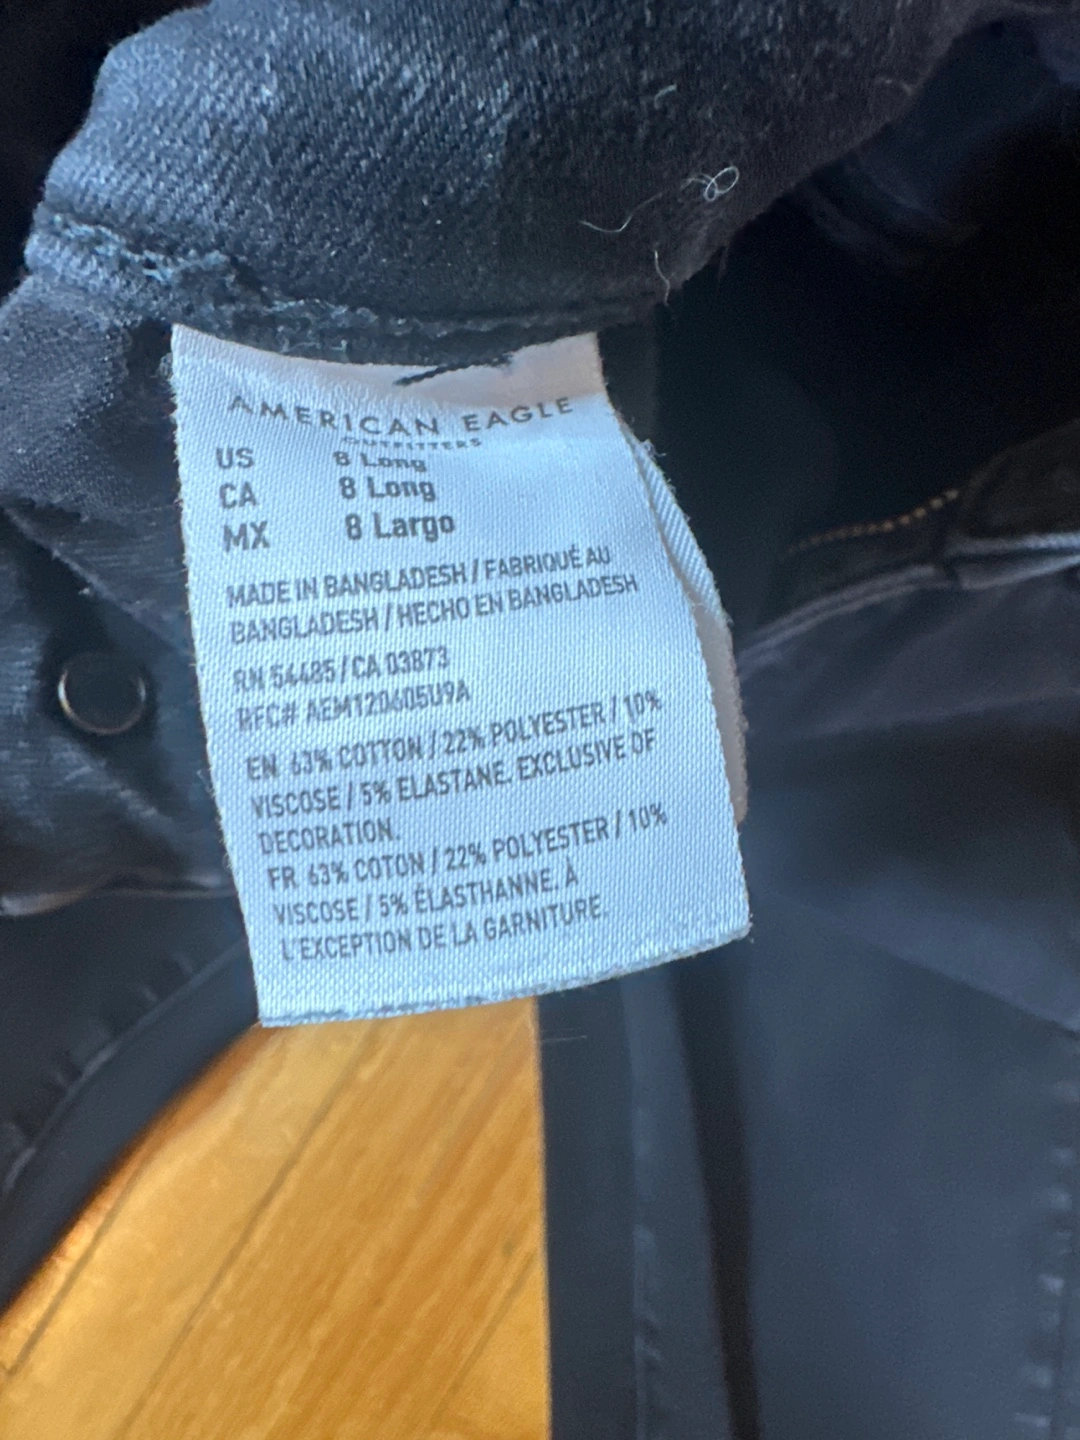 AMERICAN EAGLE
OUTFITTERS
US 8 Long
CA 8 Long
MX 8 Largo
MADE IN BANGLADESH / FABRIQUÉ AU
BANGLADESH / HECHO EN BANGLADESH
RN 54485 / CA 03873
RFC# AEM120605U9A
EN 63% COTTON / 22% POLYESTER / 10%
VISCOSE / 5% ELASTANE. EXCLUSIVE OF
DECORATION.
FR 63% COTON / 22% POLYESTER / 10%
VISCOSE / 5% ÉLASTHANNE. À
L'EXCEPTION DE LA GARNITURE.